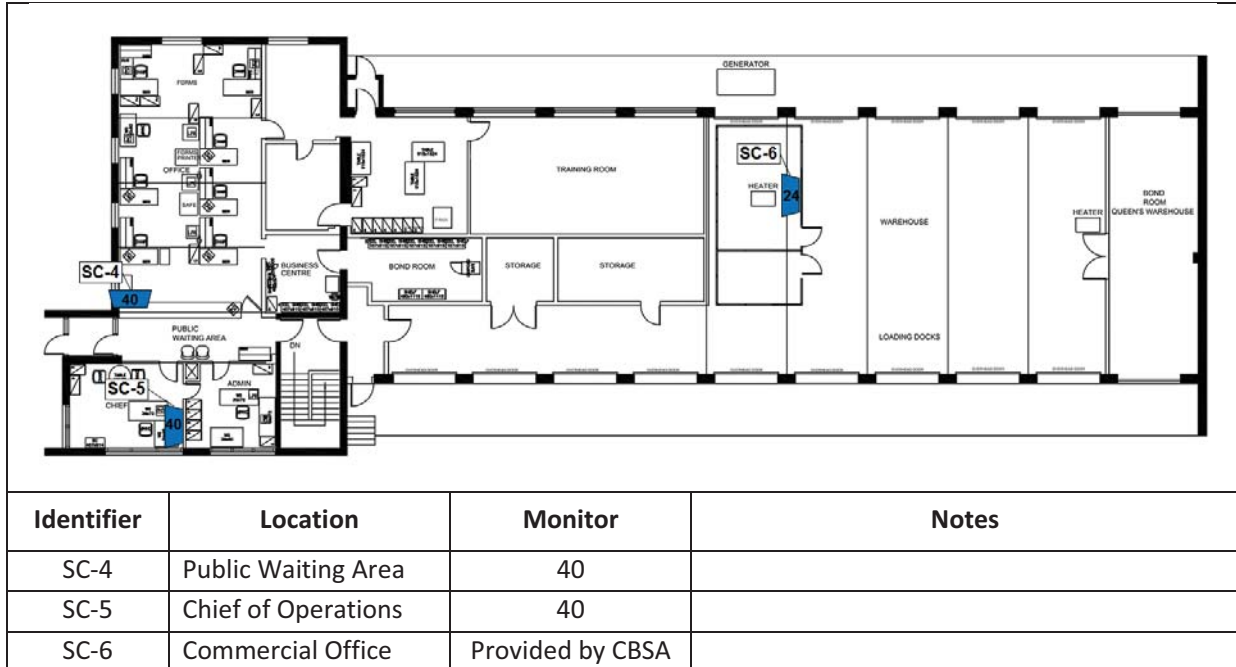 GENERATOR
FORMS
FORMS
PRINTER
OFFICE
SAFE
TRAINING ROOM
SC-6
HEATER
24
WAREHOUSE
HEATER
BOND
ROOM
QUEEN'S WAREHOUSE
SC-4
40
BUSINESS
CENTRE
BOND ROOM
STORAGE
STORAGE
PUBLIC
WAITING AREA
DN
LOADING DOCKS
TABLE
SC-5
CHIEF
40
ADMIN
Identifier Location Monitor Notes
SC-4 Public Waiting Area 40
SC-5 Chief of Operations 40
SC-6 Commercial Office Provided by CBSA